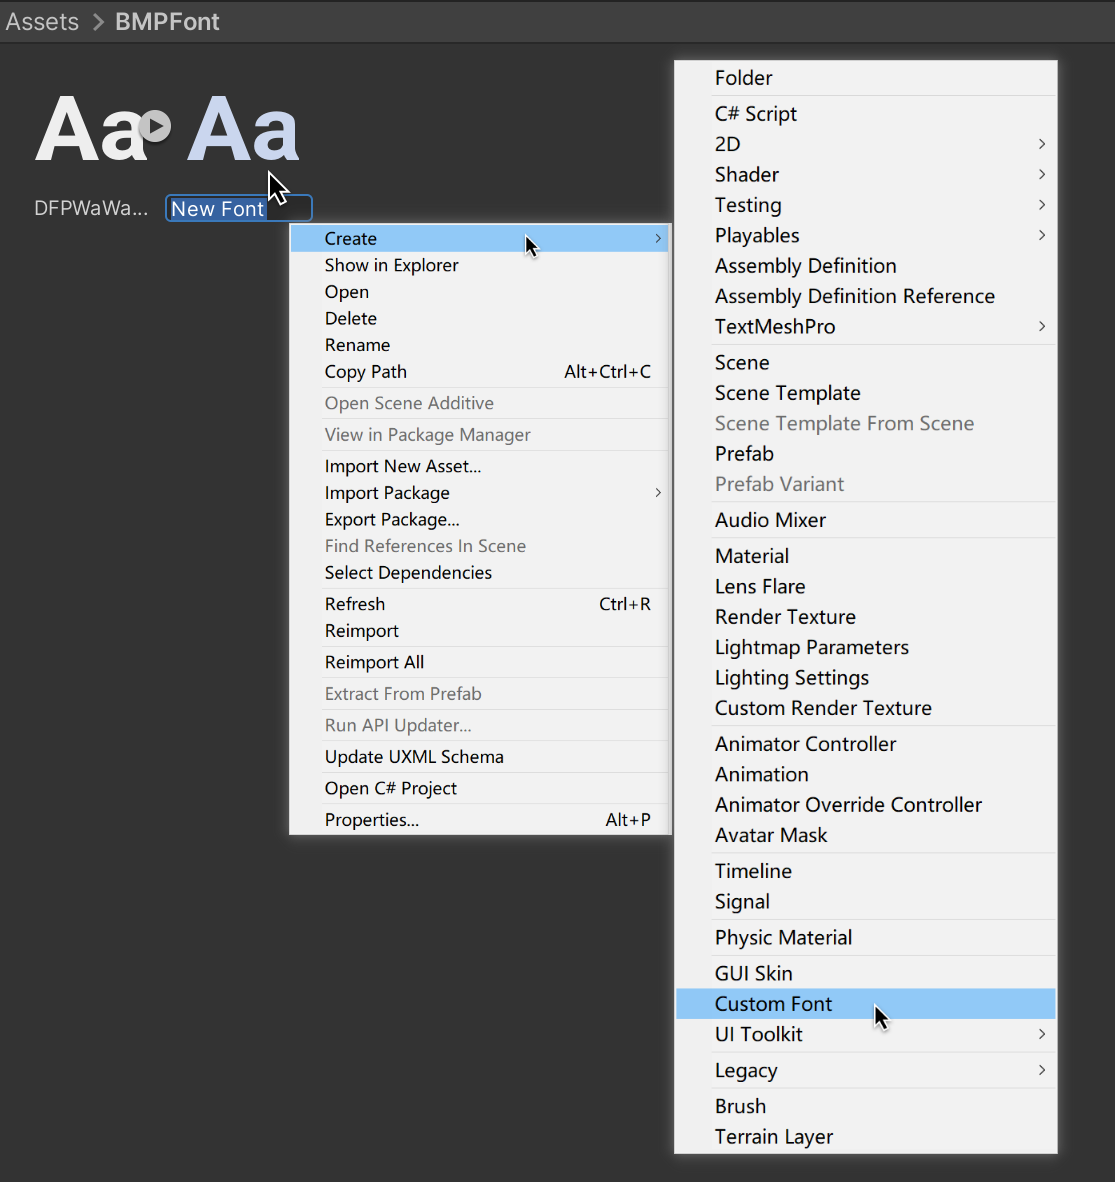 Assets > BMPFont
Aa Aa
DFPWaWa... New Font
Create
Show in Explorer
Open
Delete
Rename
Copy Path Alt+Ctrl+C
Open Scene Additive
View in Package Manager
Import New Asset...
Import Package
Export Package...
Find References In Scene
Select Dependencies
Refresh Ctrl+R
Reimport
Reimport All
Extract From Prefab
Run API Updater...
Update UXML Schema
Open C# Project
Properties... Alt+P
Folder
C# Script
2D
Shader
Testing
Playables
Assembly Definition
Assembly Definition Reference
TextMeshPro
Scene
Scene Template
Scene Template From Scene
Prefab
Prefab Variant
Audio Mixer
Material
Lens Flare
Render Texture
Lightmap Parameters
Lighting Settings
Custom Render Texture
Animator Controller
Animation
Animator Override Controller
Avatar Mask
Timeline
Signal
Physic Material
GUI Skin
Custom Font
UI Toolkit
Legacy
Brush
Terrain Layer